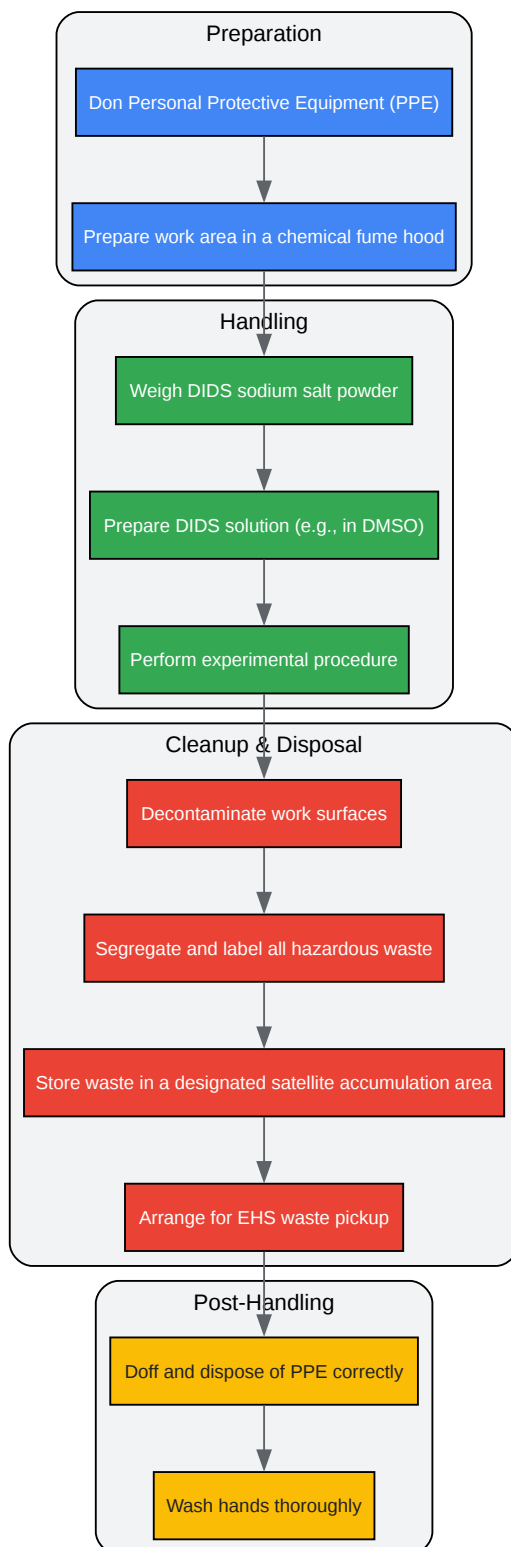 Preparation
Don Personal Protective Equipment (PPE)
Prepare work area in a chemical fume hood
Handling
Weigh DIDS sodium salt powder
Prepare DIDS solution (e.g., in DMSO)
Perform experimental procedure
Cleanup & Disposal
Decontaminate work surfaces
Segregate and label all hazardous waste
Store waste in a designated satellite accumulation area
Arrange for EHS waste pickup
Post-Handling
Doff and dispose of PPE correctly
Wash hands thoroughly